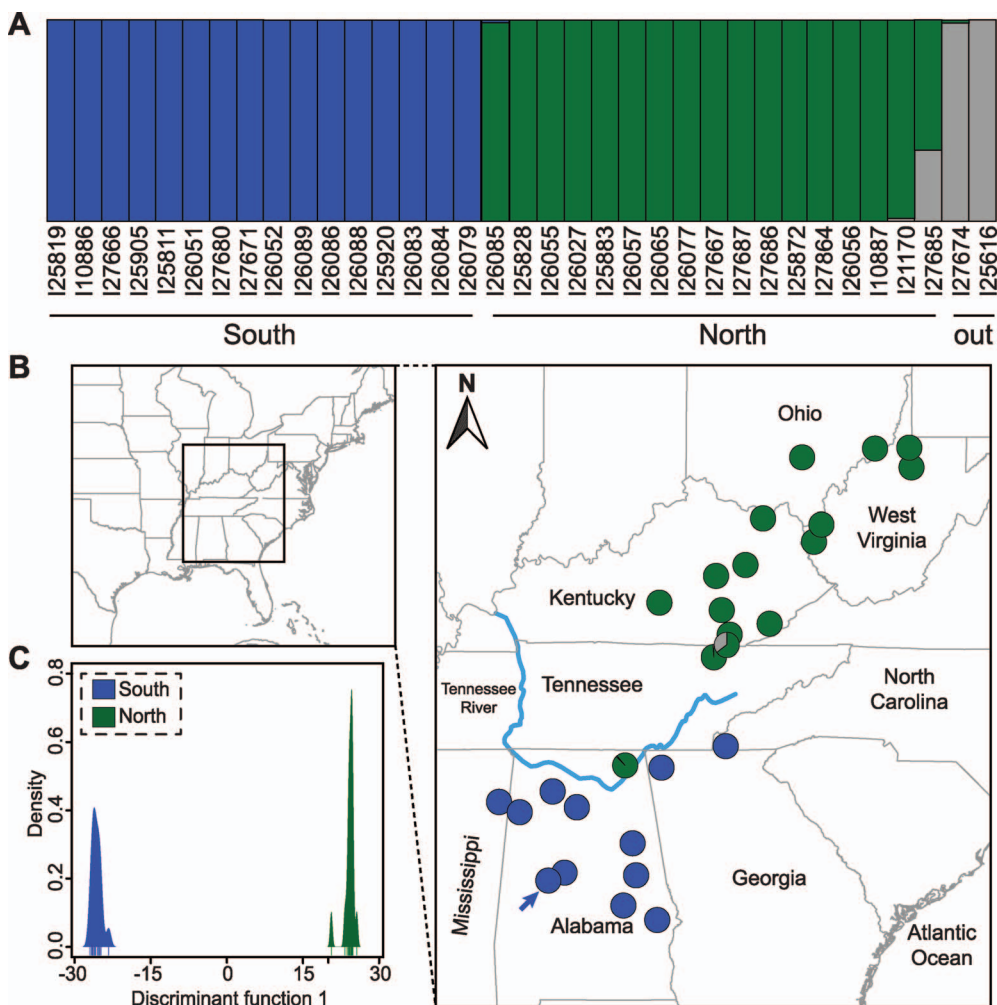 A
I25819
I10886
I27666
I259905
I25811
I26051
I27680
I27671
I26052
I26089
I26086
I26088
I259920
I26083
I26084
I26079
I26085
I25828
I26055
I26027
I25883
I26057
I26065
I26077
I27667
I27687
I27686
I25872
I27864
I26056
I10887
I21170
I27685
I27674
I25616
South
North
out
B
N
Ohio
West
Virginia
Kentucky
Tennessee
River
Tennessee
North
Carolina
Mississippi
Alabama
Georgia
Atlantic
Ocean
C
South
North
0.8
0.6
0.4
0.2
0.0
Density
-30
-15
0
15
30
Discriminant function 1